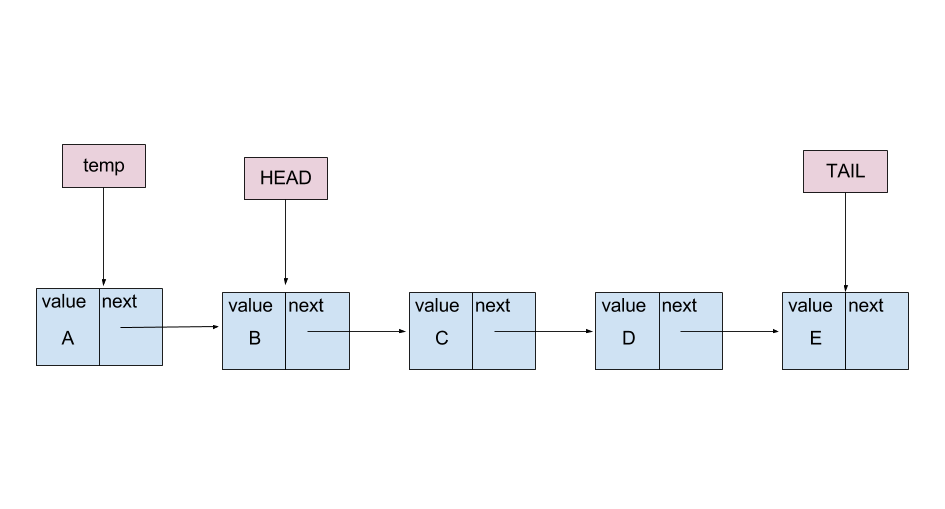 temp
HEAD
TAIL
value next
A
value next
B
value next
C
value next
D
value next
E